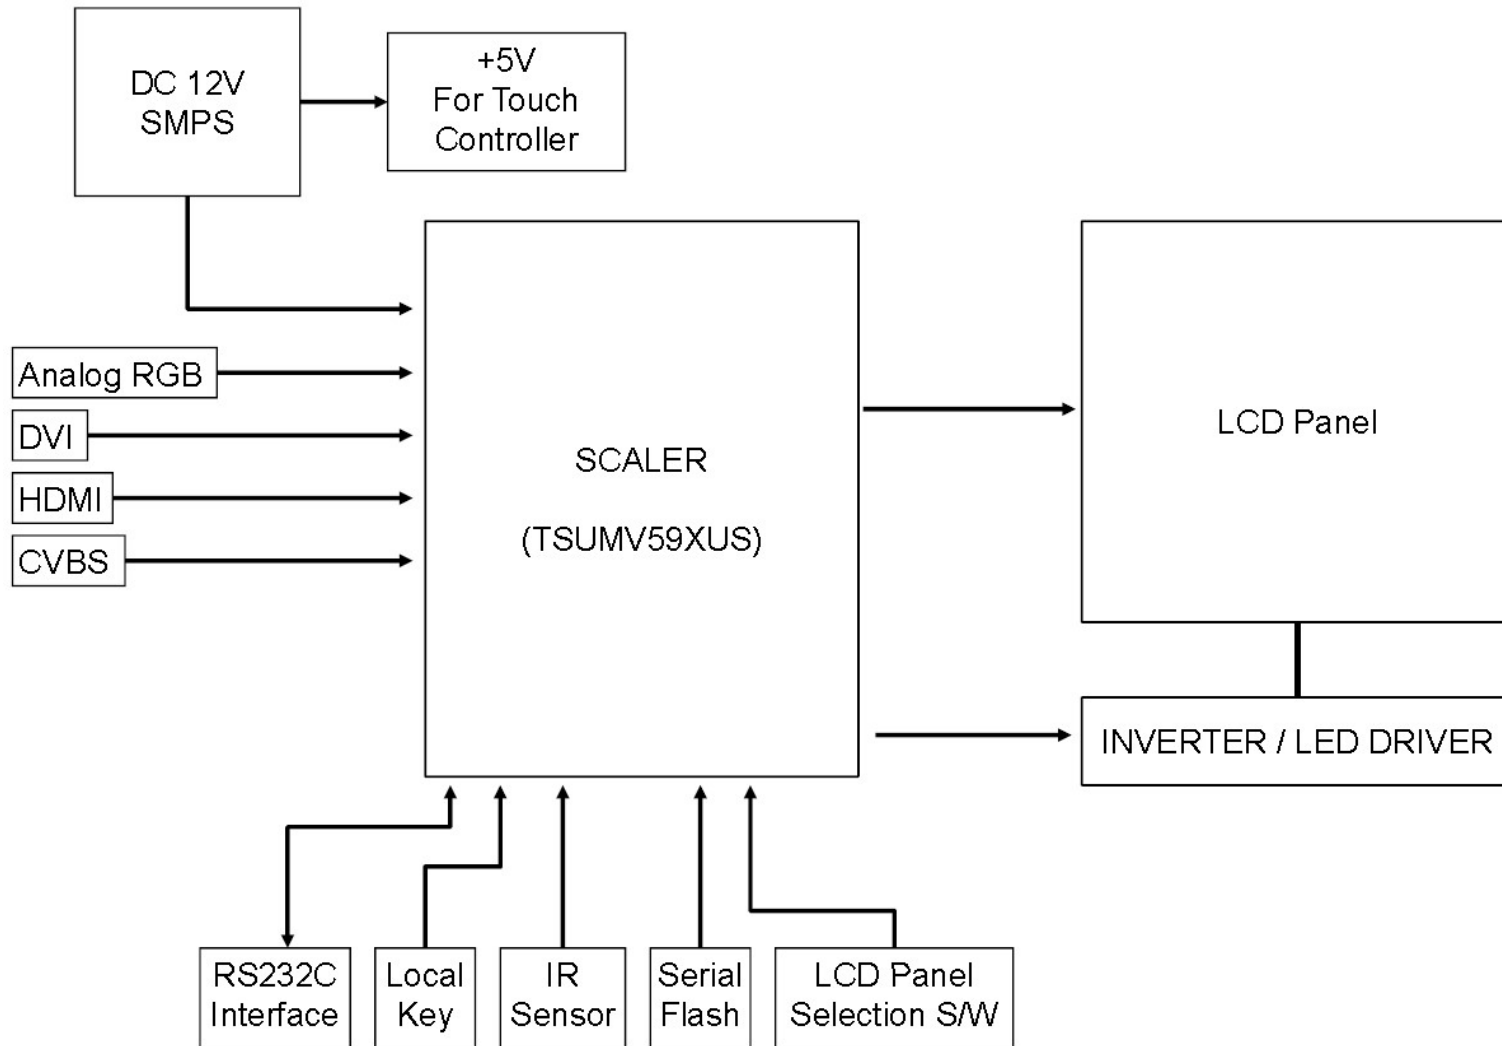 DC 12V
SMPS
+5V
For Touch
Controller
Analog RGB
DVI
HDMI
CVBS
SCALER
(TSUMV59XUS)
LCD Panel
INVERTER / LED DRIVER
RS232C
Interface
Local
Key
IR
Sensor
Serial
Flash
LCD Panel
Selection S/W